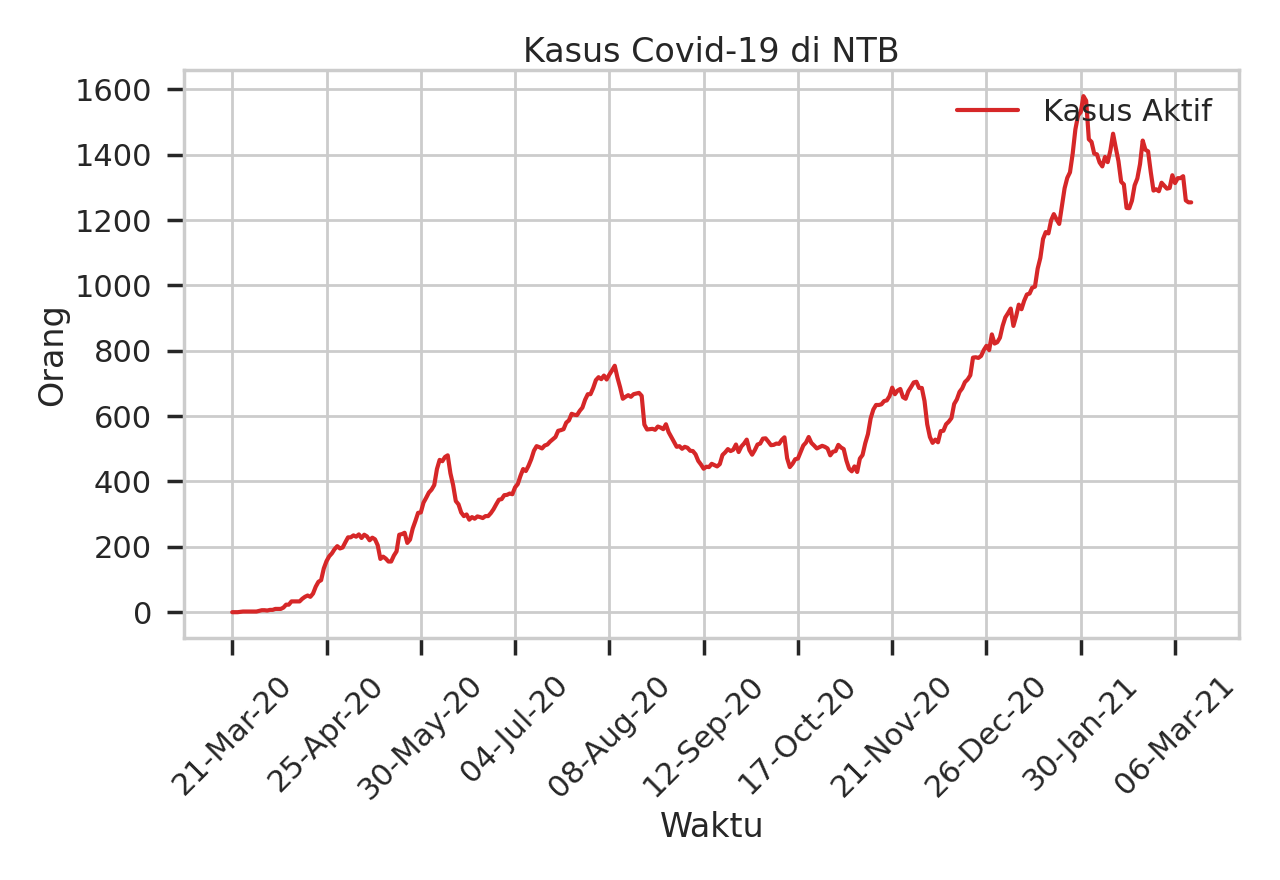 Kasus Covid-19 di NTB
Kasus Aktif
Orang
1600
1400
1200
1000
800
600
400
200
0
21-Mar-20
25-Apr-20
30-May-20
04-Jul-20
08-Aug-20
12-Sep-20
17-Oct-20
21-Nov-20
26-Dec-20
30-Jan-21
06-Mar-21
Waktu